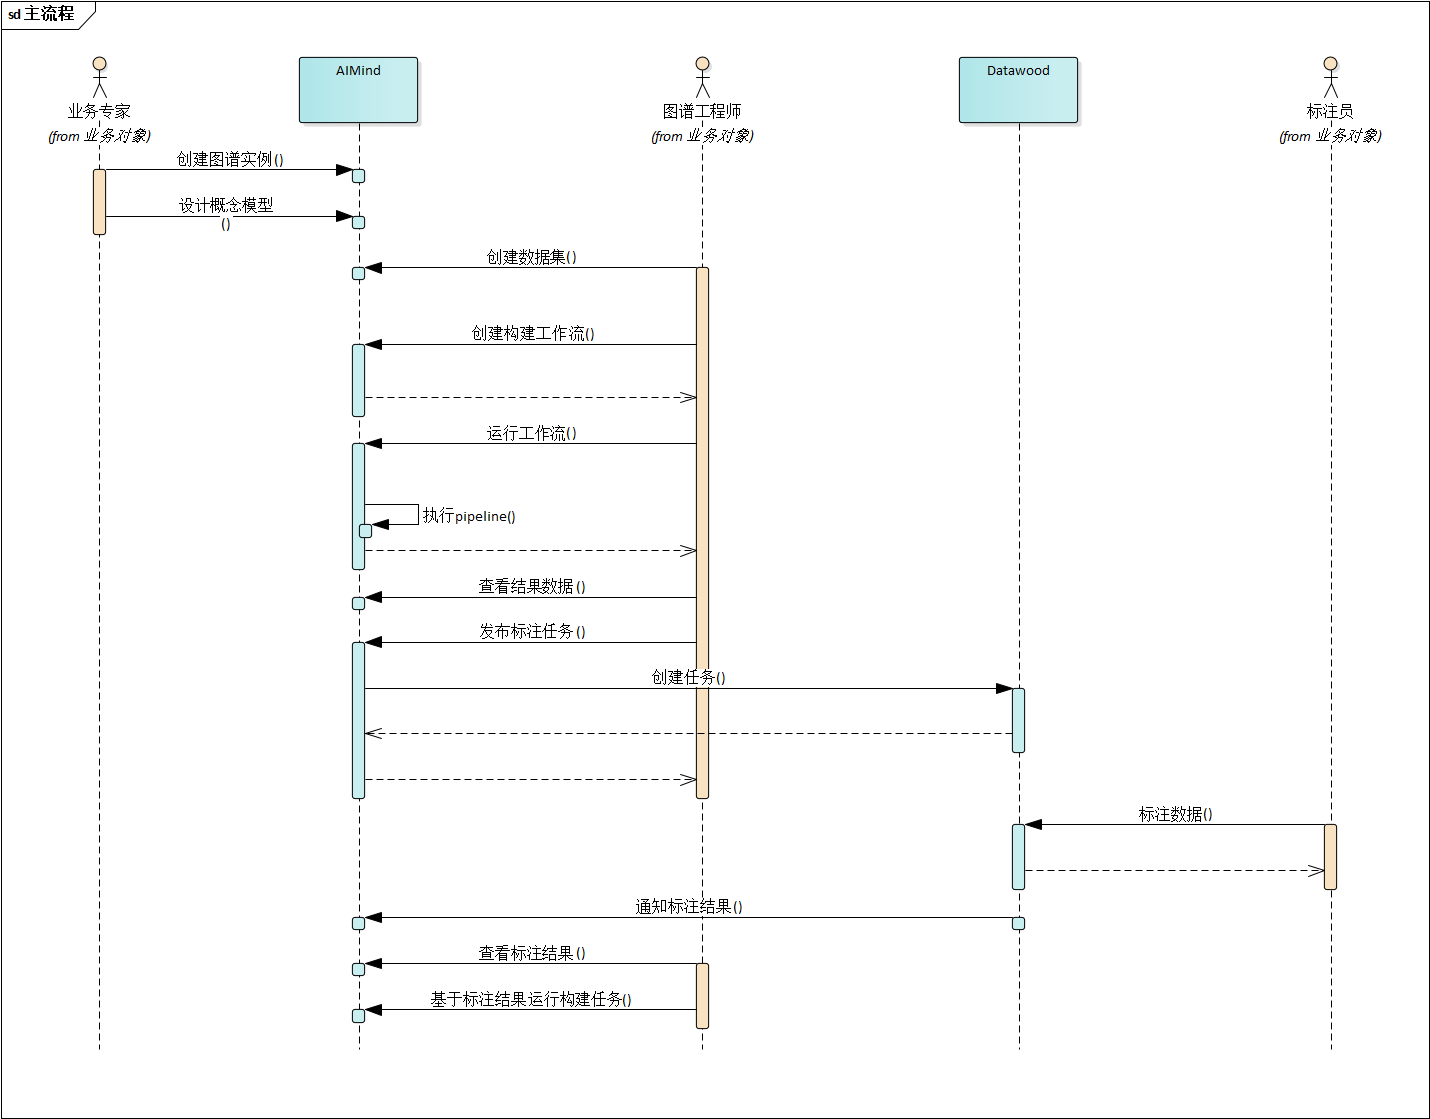 sd 主流程
AIMind
Datawood
业务专家
(from 业务对象)
图谱工程师
(from 业务对象)
标注员
(from 业务对象)
创建图谱实例()
设计概念模型
()
创建数据集()
创建构建工作流()
运行工作流()
执行pipeline()
查看结果数据()
发布标注任务()
创建任务()
标注数据()
通知标注结果()
查看标注结果()
基于标注结果运行构建任务()